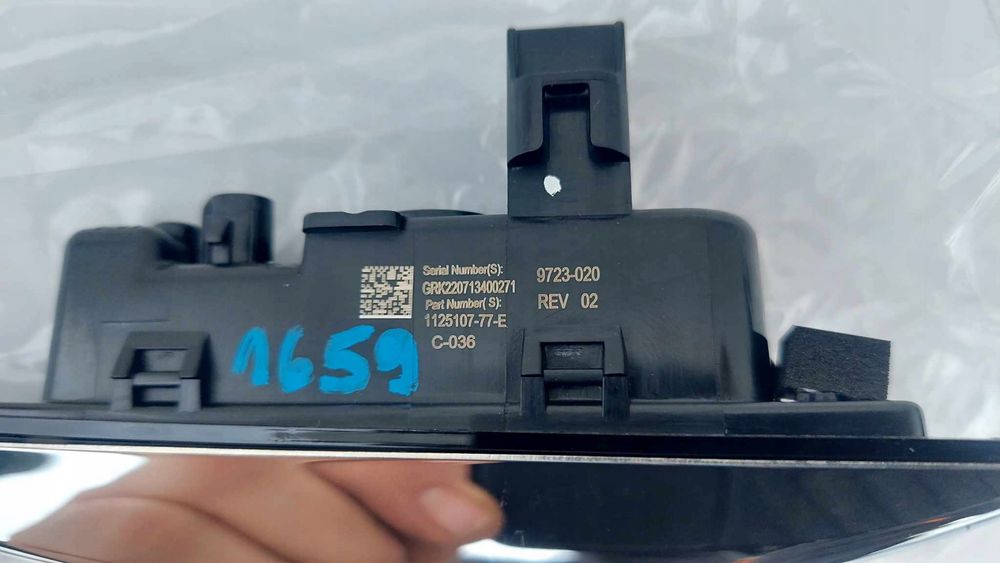 Serial Number(S):
GRK220713400271
Part Number( S):
1125107-77-E
C-036
9723-020
REV 02
1659